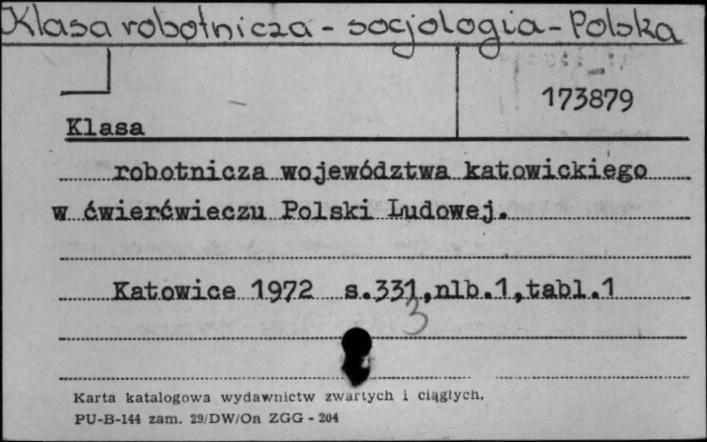 Klasa robotnicza - socjologia - Polska
173879
Klasa
robotnicza województwa katowickiego
w ćwierćwieczu Polski Ludowej.
Katowice 1972 s.331,nlb.1,tabl.1
3
Karta katalogowa wydawnictw zwartych i ciągłych.
PU-B-144 zam. 29/DW/On ZGG - 204